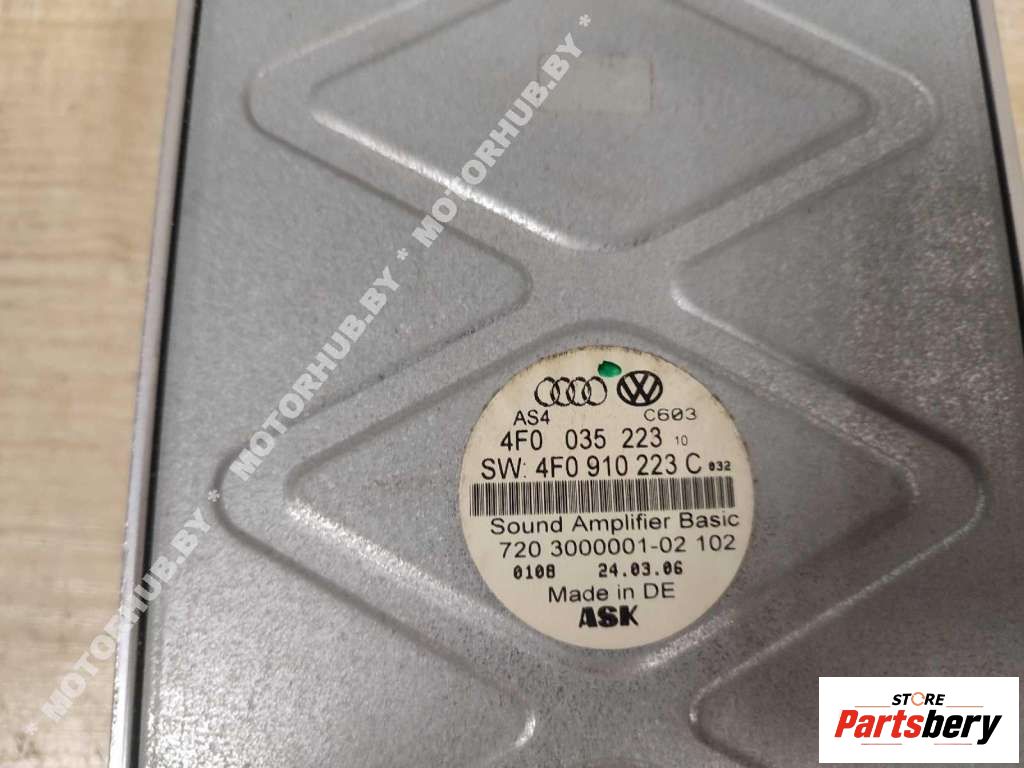 AS4 C603
4F0 035 223 10
SW: 4F0 910 223 C 032
Sound Amplifier Basic
720 3000001-02 102
0108 24.03.06
Made in DE
ASK
* MOTORHUB.BY * MOTORHUB.BY * MOTORHUB.BY *
STORE
Partsbery